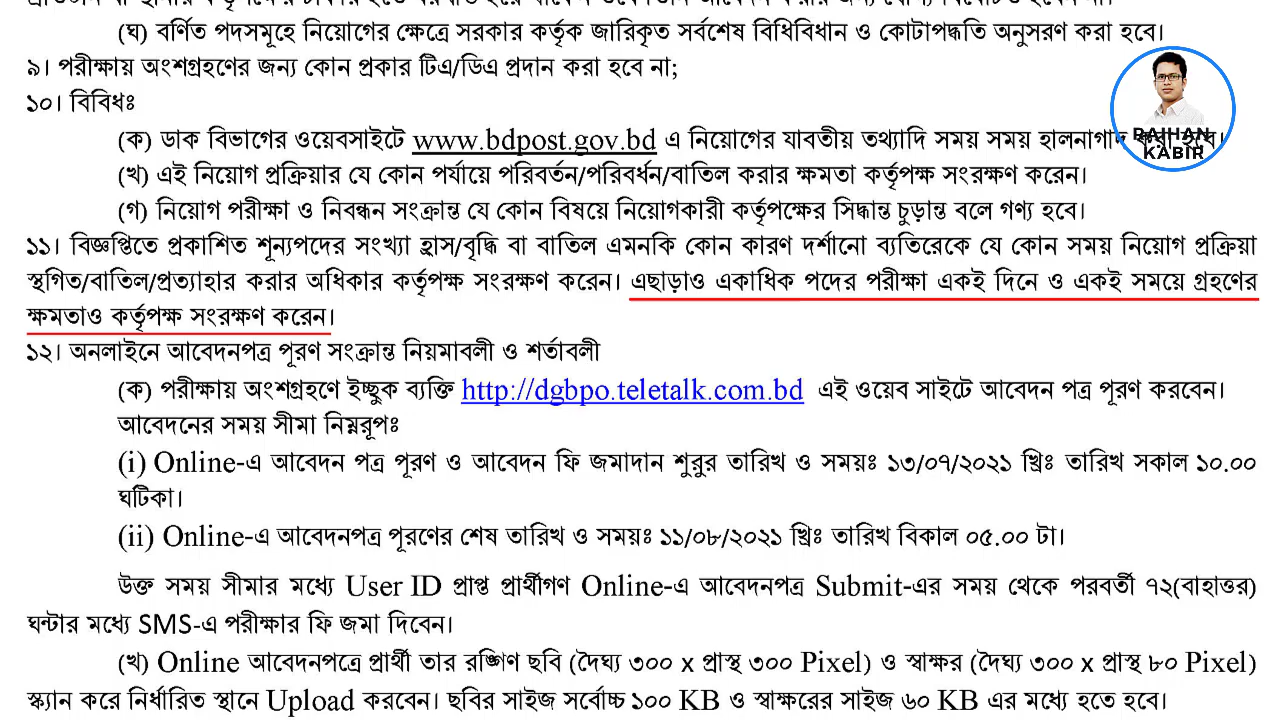 (ঘ) বর্ণিত পদসমূহে নিয়োগের ক্ষেত্রে সরকার কর্তৃক জারিকৃত সর্বশেষ বিধিবিধান ও কোটাপদ্ধতি অনুসরণ করা হবে।
৯। পরীক্ষায় অংশগ্রহণের জন্য কোন প্রকার টিএ/ডিএ প্রদান করা হবে না;
১০। বিবিধঃ
(ক) ডাক বিভাগের ওয়েবসাইটে www.bdpost.gov.bd এ নিয়োগের যাবতীয় তথ্যাদি সময় সময় হালনাগাদ করা হবে।
RAIHAN
KABIR
(খ) এই নিয়োগ প্রক্রিয়ার যে কোন পর্যায়ে পরিবর্তন/পরিবর্ধন/বাতিল করার ক্ষমতা কর্তৃপক্ষ সংরক্ষণ করেন।
(গ) নিয়োগ পরীক্ষা ও নিবন্ধন সংক্রান্ত যে কোন বিষয়ে নিয়োগকারী কর্তৃপক্ষের সিদ্ধান্ত চুড়ান্ত বলে গণ্য হবে।
১১। বিজ্ঞপ্তিতে প্রকাশিত শূন্যপদের সংখ্যা হ্রাস/বৃদ্ধি বা বাতিল এমনকি কোন কারণ দর্শানো ব্যতিরেকে যে কোন সময় নিয়োগ প্রক্রিয়া
স্থগিত/বাতিল/প্রত্যাহার করার অধিকার কর্তৃপক্ষ সংরক্ষণ করেন। এছাড়াও একাধিক পদের পরীক্ষা একই দিনে ও একই সময়ে গ্রহণের
ক্ষমতাও কর্তৃপক্ষ সংরক্ষণ করেন।
১২। অনলাইনে আবেদনপত্র পূরণ সংক্রান্ত নিয়মাবলী ও শর্তাবলী
(ক) পরীক্ষায় অংশগ্রহণে ইচ্ছুক ব্যক্তি http://dgbpo.teletalk.com.bd এই ওয়েব সাইটে আবেদন পত্র পূরণ করবেন।
আবেদনের সময় সীমা নিম্নরূপঃ
(i) Online-এ আবেদন পত্র পূরণ ও আবেদন ফি জমাদান শুরুর তারিখ ও সময়ঃ ১৩/০৭/২০২১ খ্রিঃ তারিখ সকাল ১০.০০
ঘটিকা।
(ii) Online-এ আবেদনপত্র পূরণের শেষ তারিখ ও সময়ঃ ১১/০৮/২০২১ খ্রিঃ তারিখ বিকাল ০৫.০০ টা।
উক্ত সময় সীমার মধ্যে User ID প্রাপ্ত প্রার্থীগণ Online-এ আবেদনপত্র Submit-এর সময় থেকে পরবর্তী ৭২(বাহাত্তর)
ঘন্টার মধ্যে SMS-এ পরীক্ষার ফি জমা দিবেন।
(খ) Online আবেদনপত্রে প্রার্থী তার রঙ্গিণ ছবি (দৈঘ্য ৩০০ x প্রাস্থ ৩০০ Pixel) ও স্বাক্ষর (দৈঘ্য ৩০০ x প্রাস্থ ৮০ Pixel)
স্ক্যান করে নির্ধারিত স্থানে Upload করবেন। ছবির সাইজ সর্বোচ্চ ১০০ KB ও স্বাক্ষরের সাইজ ৬০ KB এর মধ্যে হতে হবে।